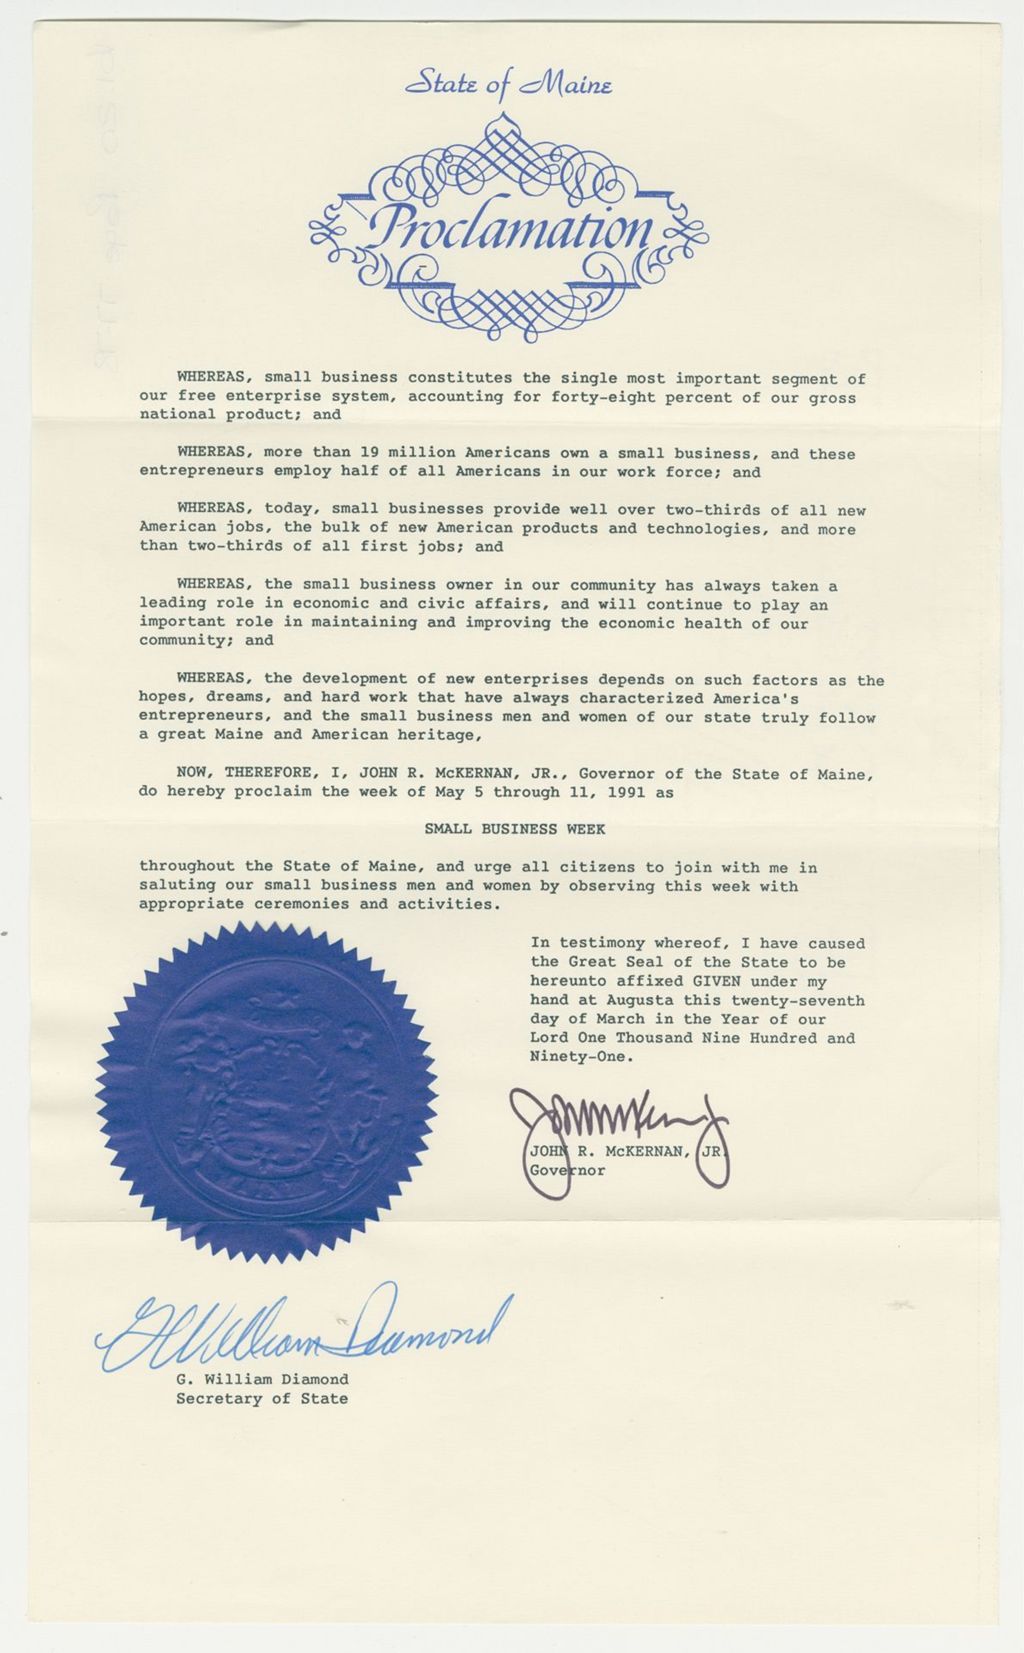 State of Maine
Proclamation
WHEREAS, small business constitutes the single most important segment of
our free enterprise system, accounting for forty-eight percent of our gross
national product; and
WHEREAS, more than 19 million Americans own a small business, and these
entrepreneurs employ half of all Americans in our work force; and
WHEREAS, today, small businesses provide well over two-thirds of all new
American jobs, the bulk of new American products and technologies, and more
than two-thirds of all first jobs; and
WHEREAS, the small business owner in our community has always taken a
leading role in economic and civic affairs, and will continue to play an
important role in maintaining and improving the economic health of our
community; and
WHEREAS, the development of new enterprises depends on such factors as the
hopes, dreams, and hard work that have always characterized America's
entrepreneurs, and the small business men and women of our state truly follow
a great Maine and American heritage,
NOW, THEREFORE, I, JOHN R. McKERNAN, JR., Governor of the State of Maine,
do hereby proclaim the week of May 5 through 11, 1991 as
SMALL BUSINESS WEEK
throughout the State of Maine, and urge all citizens to join with me in
saluting our small business men and women by observing this week with
appropriate ceremonies and activities.
In testimony whereof, I have caused
the Great Seal of the State to be
hereunto affixed GIVEN under my
hand at Augusta this twenty-seventh
day of March in the Year of our
Lord One Thousand Nine Hundred and
Ninety-One.
JOHN R. McKERNAN, JR.
Governor
G William Diamond
G. William Diamond
Secretary of State